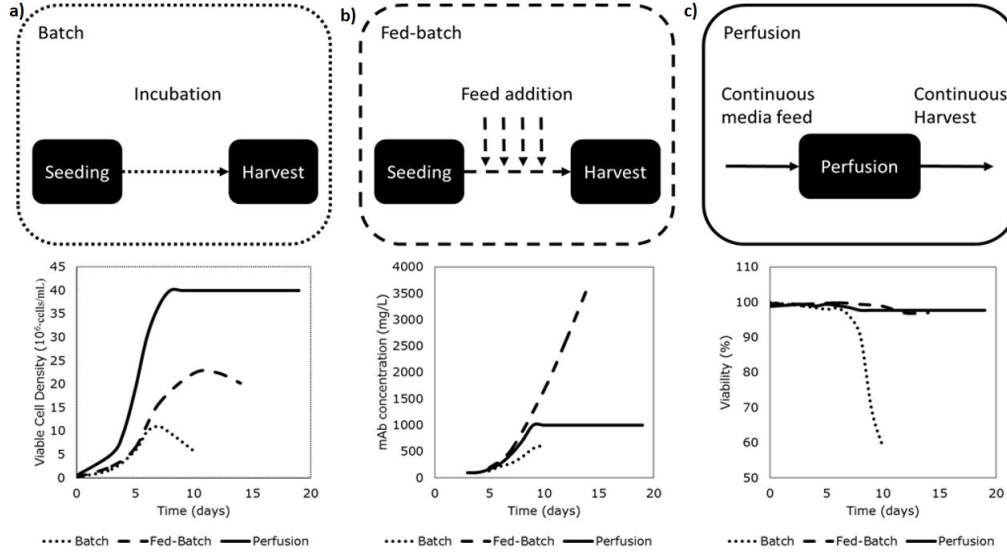 a)
Batch
Incubation
Seeding
Harvest
b)
Fed-batch
Feed addition
Seeding
Harvest
c)
Perfusion
Continuous
media feed
Continuous
Harvest
Perfusion
Viable Cell Density (10⁶·cells/mL)
45
40
35
30
25
20
15
10
5
0
0 5 10 15 20
Time (days)
Batch Fed-Batch Perfusion
mAb concentration (mg/L)
4000
3500
3000
2500
2000
1500
1000
500
0
0 5 10 15 20
Time (days)
Batch Fed-Batch Perfusion
Viability (%)
110
100
90
80
70
60
50
0 5 10 15 20
Time (days)
Batch Fed-Batch Perfusion